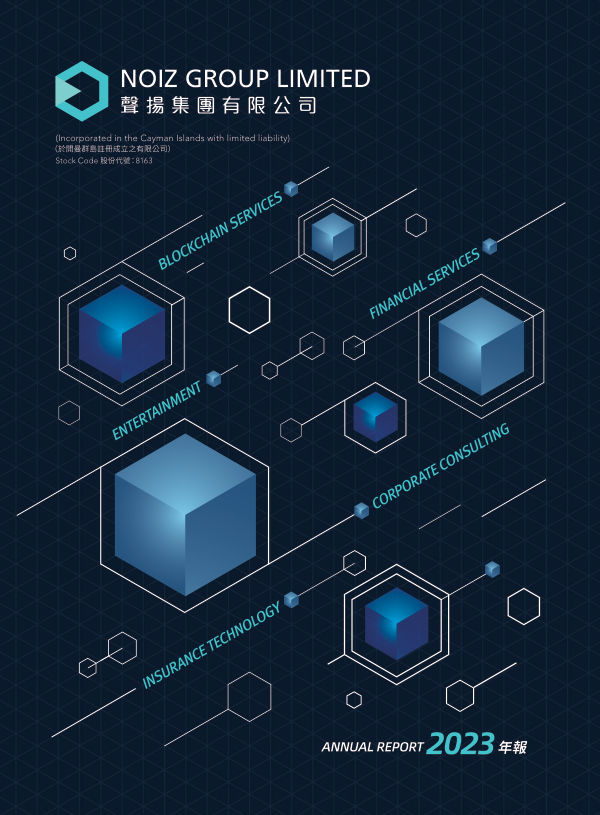 NOIZ GROUP LIMITED
聲揚集團有限公司
(Incorporated in the Cayman Islands with limited liability)
(於開曼群島註冊成立之有限公司)
Stock Code 股份代號：8163
BLOCKCHAIN SERVICES
FINANCIAL SERVICES
ENTERTAINMENT
CORPORATE CONSULTING
INSURANCE TECHNOLOGY
ANNUAL REPORT 2023 年報